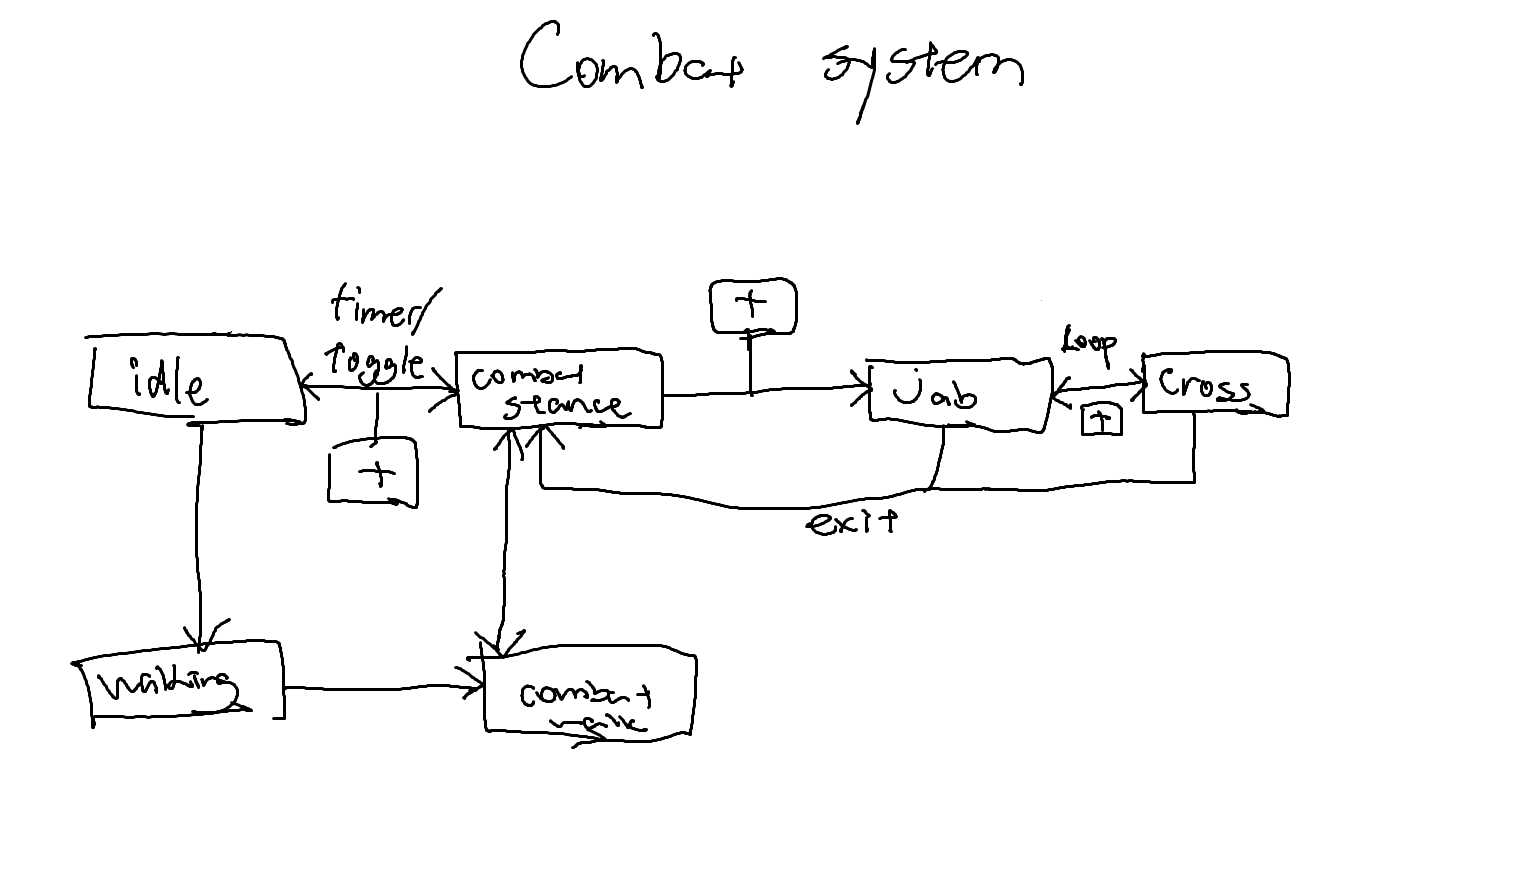 Combat system
timer/
Toggle
idle
combat
stance
+
+
jab
Loop
+
cross
exit
walking
combat
walk